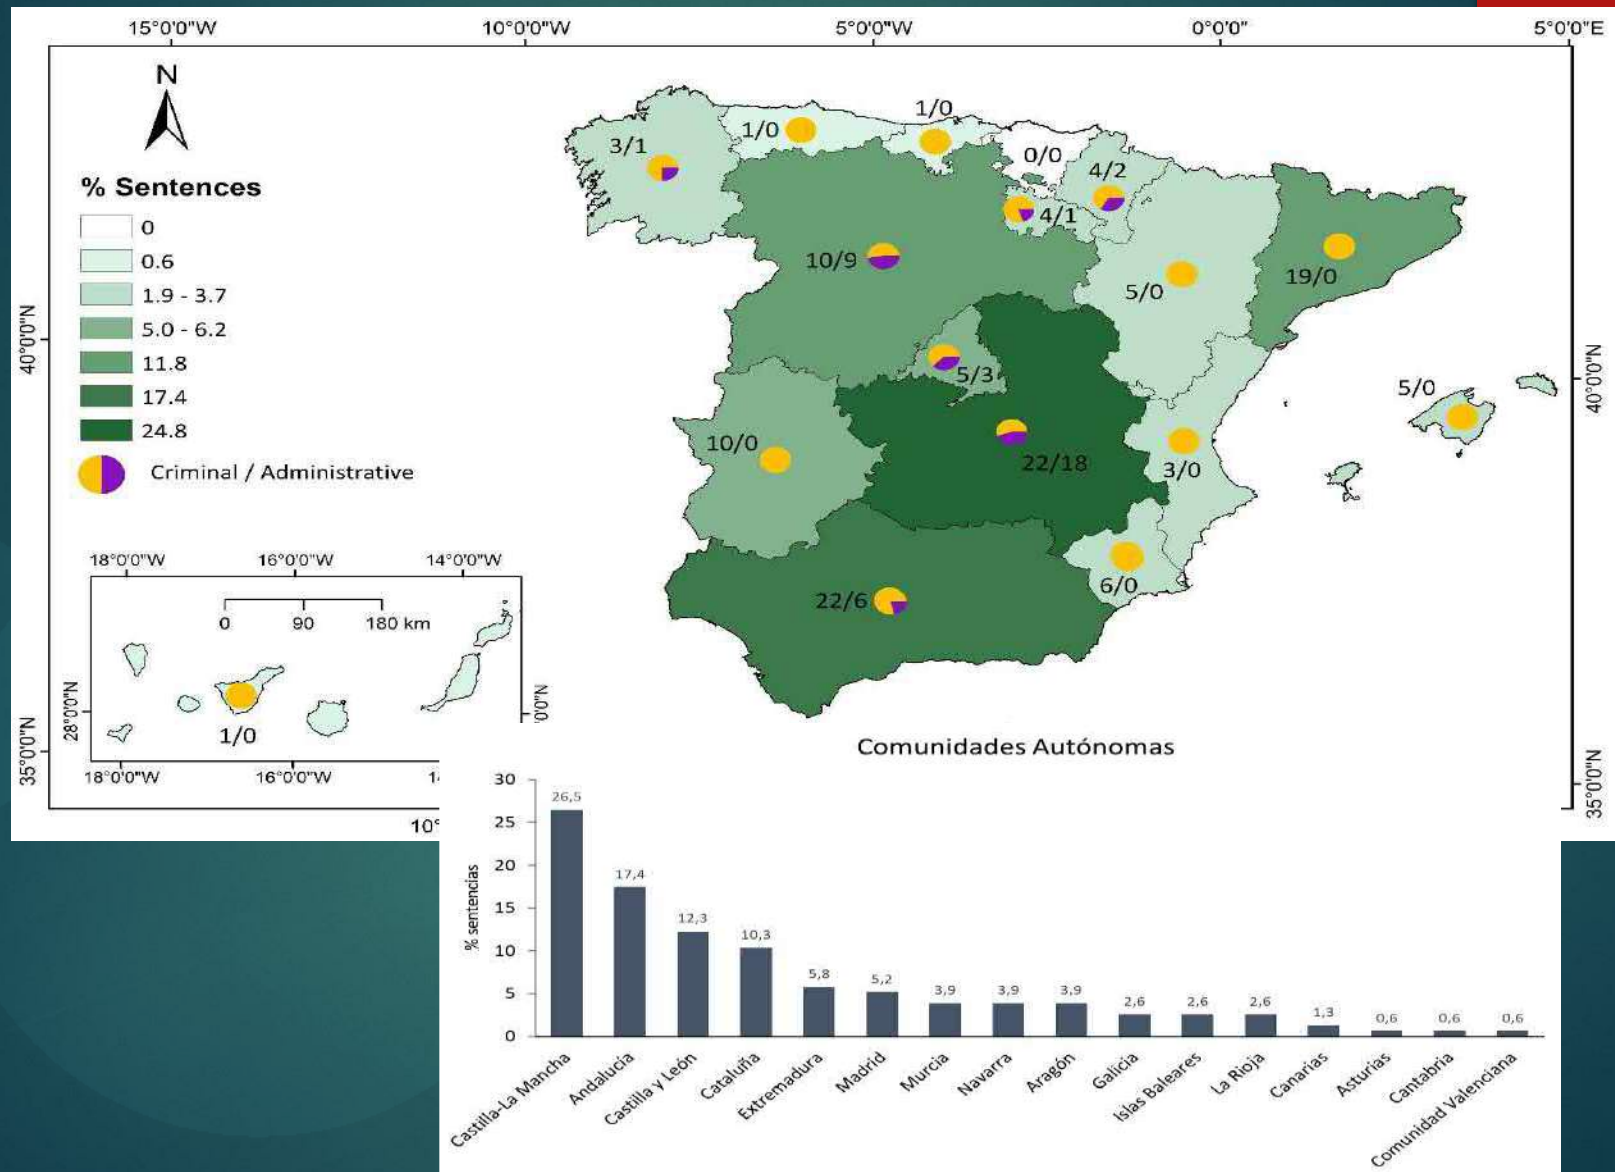 15°0'0"W 10°0'0"W 5°0'0"W 0°0'0" 5°0'0"E
N
% Sentences
0
0.6
1.9 - 3.7
5.0 - 6.2
11.8
17.4
24.8
Criminal / Administrative
40°0'0"N
35°0'0"N
40°0'0"N
35°0'0"N
3/1
1/0
1/0
0/0
4/2
4/1
10/9
5/0
19/0
5/3
5/0
10/0
22/18
3/0
6/0
22/6
18°0'0"W 16°0'0"W 14°0'0"W
0 90 180 km
28°0'0"N
0'0"N
1/0
18°0'0"W 16°0'0"W 14
10°
Comunidades Autónomas
% sentencias
30
25
20
15
10
5
0
26,5
17,4
12,3
10,3
5,8
5,2
3,9
3,9
3,9
2,6
2,6
2,6
1,3
0,6
0,6
0,6
Castilla-La Mancha
Andalucía
Castilla y León
Cataluña
Extremadura
Madrid
Murcia
Navarra
Aragón
Galicia
Islas Baleares
La Rioja
Canarias
Asturias
Cantabria
Comunidad Valenciana